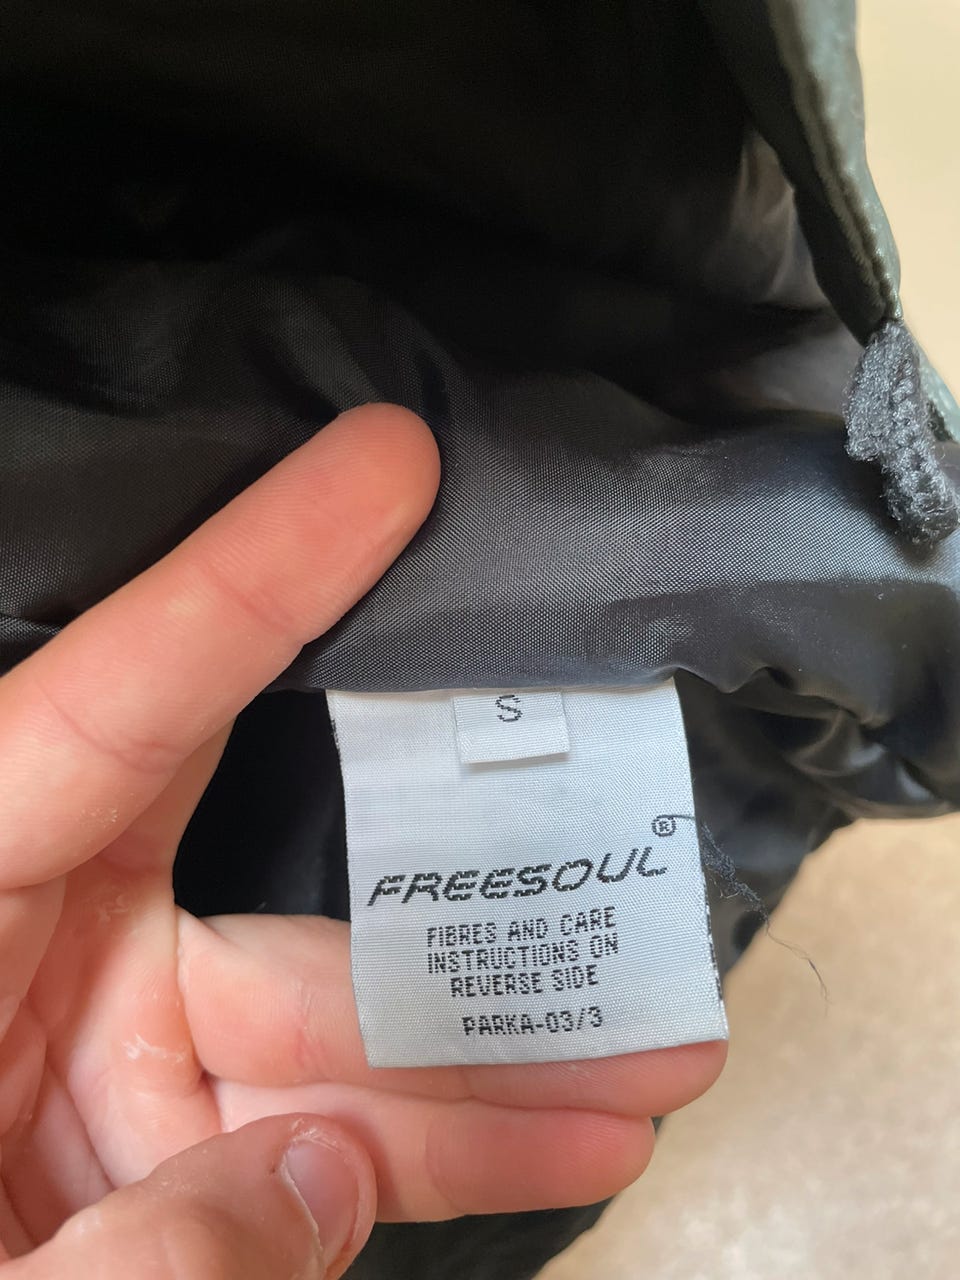 S
FREESOUL®
FIBRES AND CARE
INSTRUCTIONS ON
REVERSE SIDE
PARKA-03/3